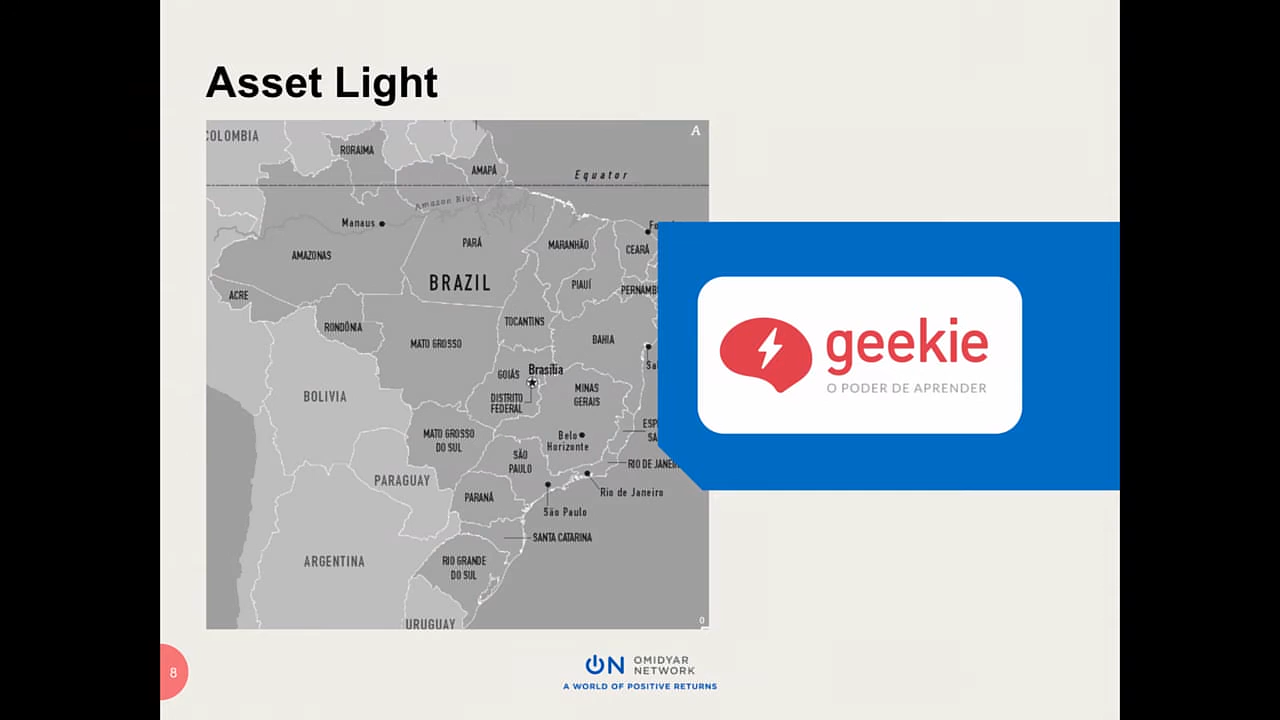 Asset Light
COLOMBIA
RORAIMA
A
AMAPÁ
Equator
Amazon River
Manaus
PARÁ
MARANHÃO
CEARÁ
AMAZONAS
BRAZIL
PIAUÍ
ACRE
TOCANTINS
RONDÔNIA
MATO GROSSO
BAHIA
GOIÁS
Brasília
DISTRITO
FEDERAL
MINAS
GERAIS
BOLIVIA
MATO GROSSO
DO SUL
Belo
Horizonte
SÃO
PAULO
PARAGUAY
RIO DE JANEI
PARANÁ
Rio de Janeiro
São Paulo
SANTA CATARINA
ARGENTINA
RIO GRANDE
DO SUL
URUGUAY
0
geekie
O PODER DE APRENDER
8
ON OMIDYAR
NETWORK
A WORLD OF POSITIVE RETURNS